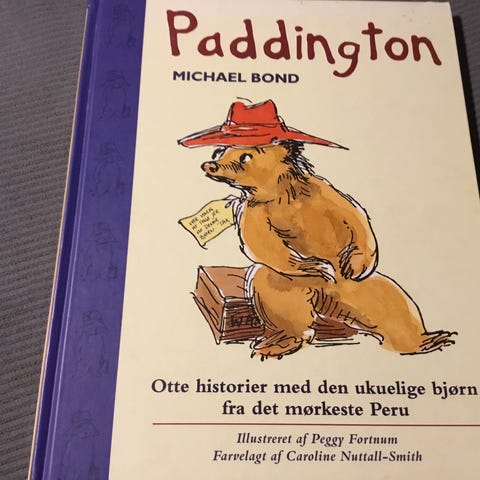 Paddington
MICHAEL BOND
Otte historier med den ukuelige bjørn
fra det mørkeste Peru
Illustreret af Peggy Fortnum
Farvelagt af Caroline Nuttall-Smith